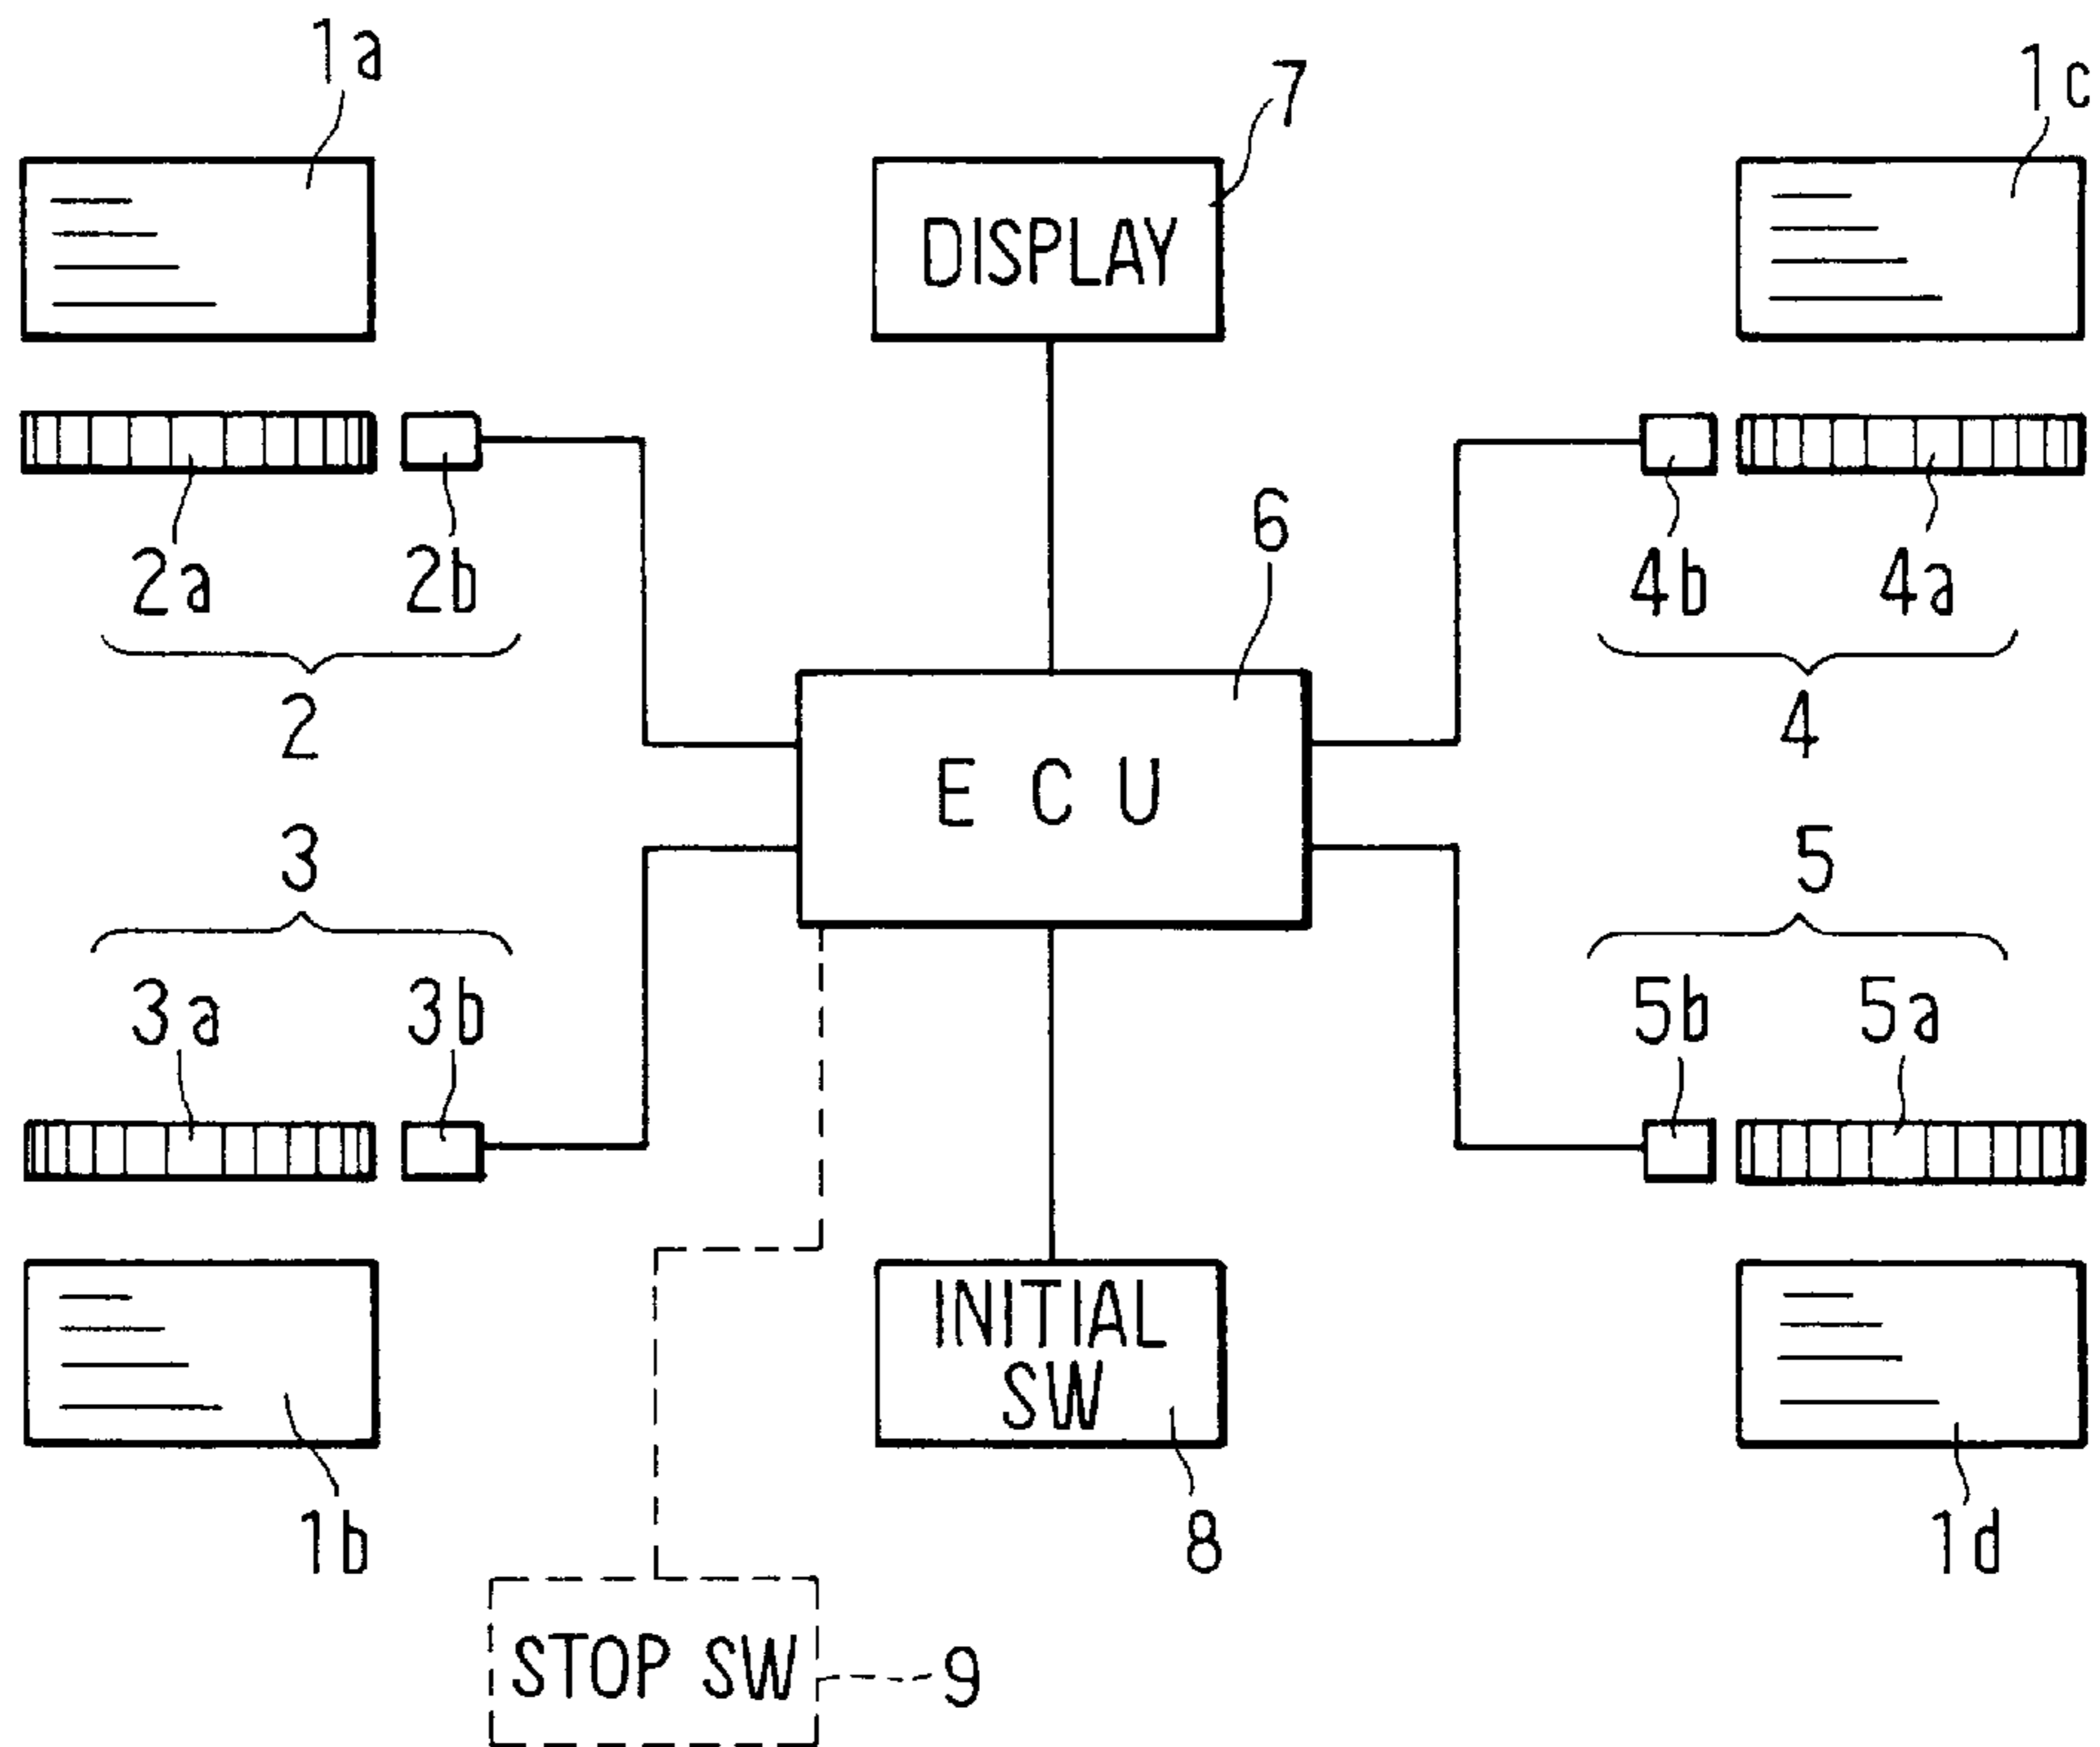 1a
7
1c
DISPLAY
2a
2b
6
4b
4a
2
4
E C U
3
5
3a
3b
5b
5a
INITIAL
SW
1b
8
1d
STOP SW
9